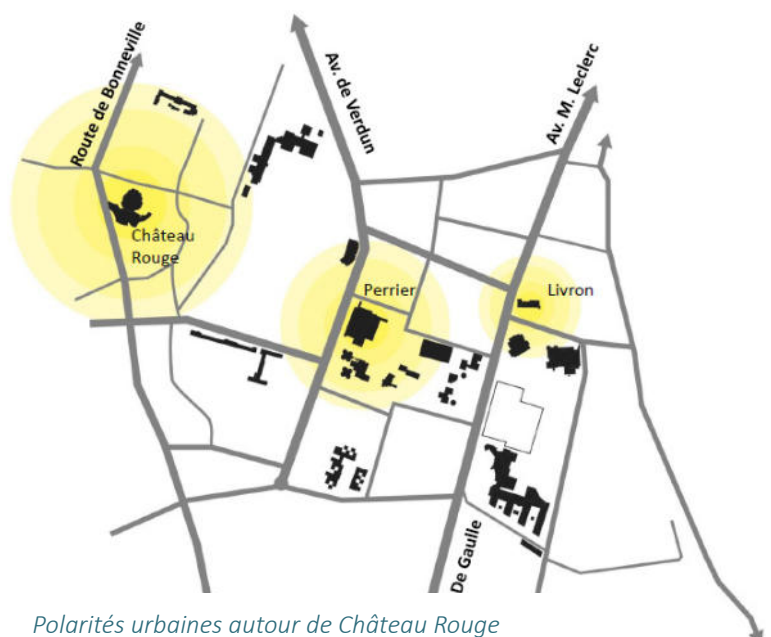 Route de Bonneville
Av. de Verdun
Av. M. Leclerc
Château
Rouge
Perrier
Livron
De Gaulle
Polarités urbaines autour de Château Rouge